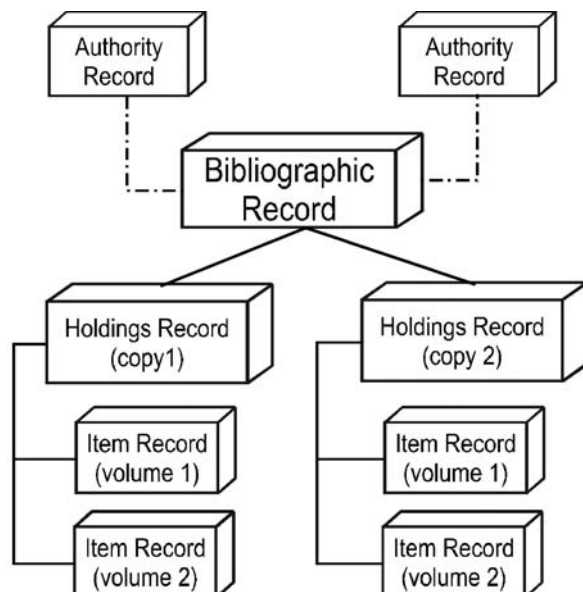 Authority
Record
Authority
Record
Bibliographic
Record
Holdings Record
(copy1)
Holdings Record
(copy 2)
Item Record
(volume 1)
Item Record
(volume 1)
Item Record
(volume 2)
Item Record
(volume 2)